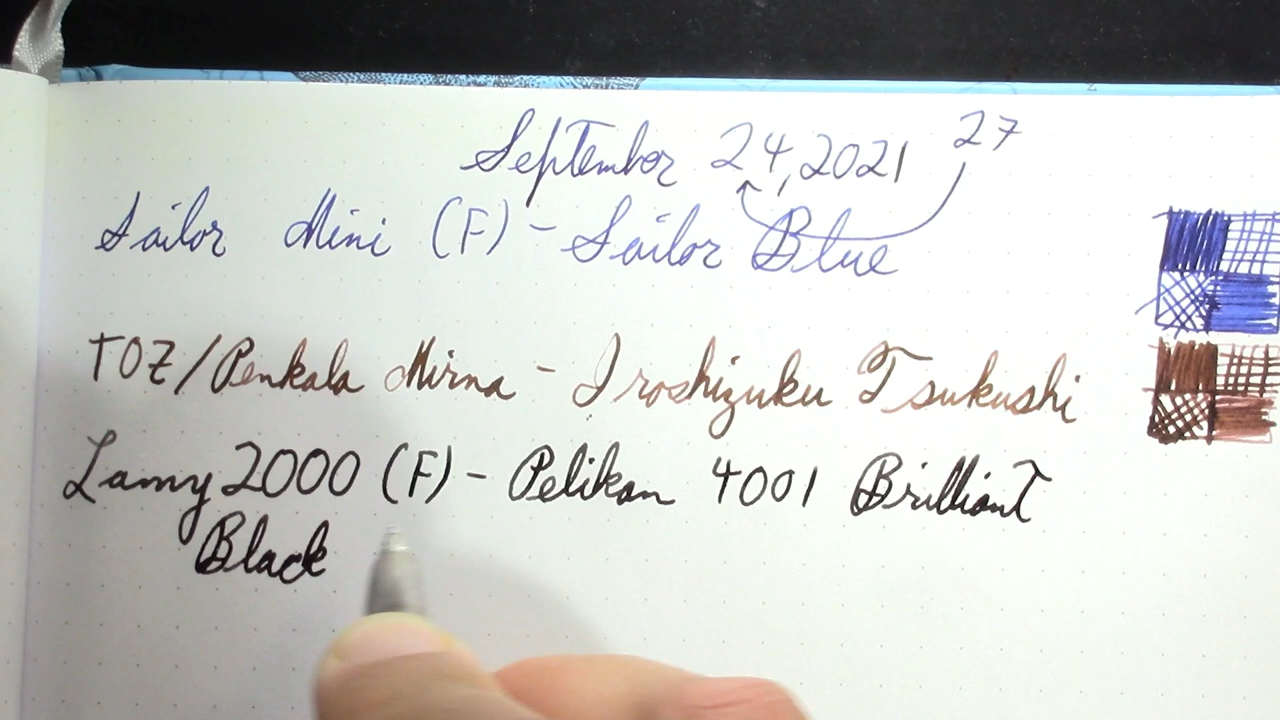 September 24, 2021 27
Sailor Mini (F) - Sailor Blue
TOZ/Penkala Mirna - Iroshizuku Tsukushi
Lamy 2000 (F) - Pelikan 4001 Brilliant
Black